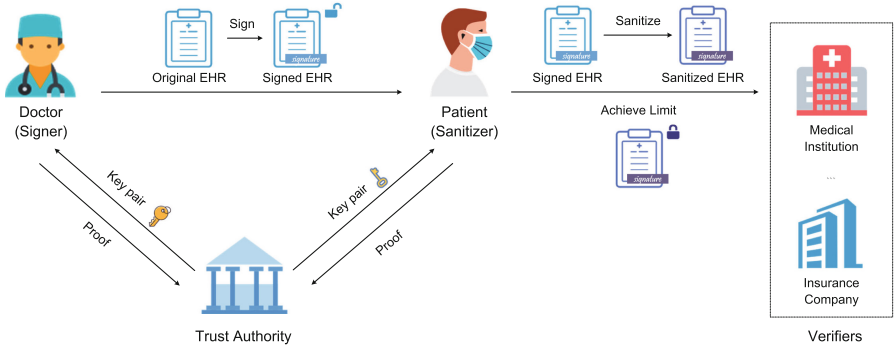 Sign
Original EHR
signature
Signed EHR
Doctor
(Signer)
Patient
(Sanitizer)
Sanitize
signature
Signed EHR
signature
Sanitized EHR
Achieve Limit
signature
Medical
Institution
...
Insurance
Company
Verifiers
Key pair
Proof
Key pair
Proof
Trust Authority